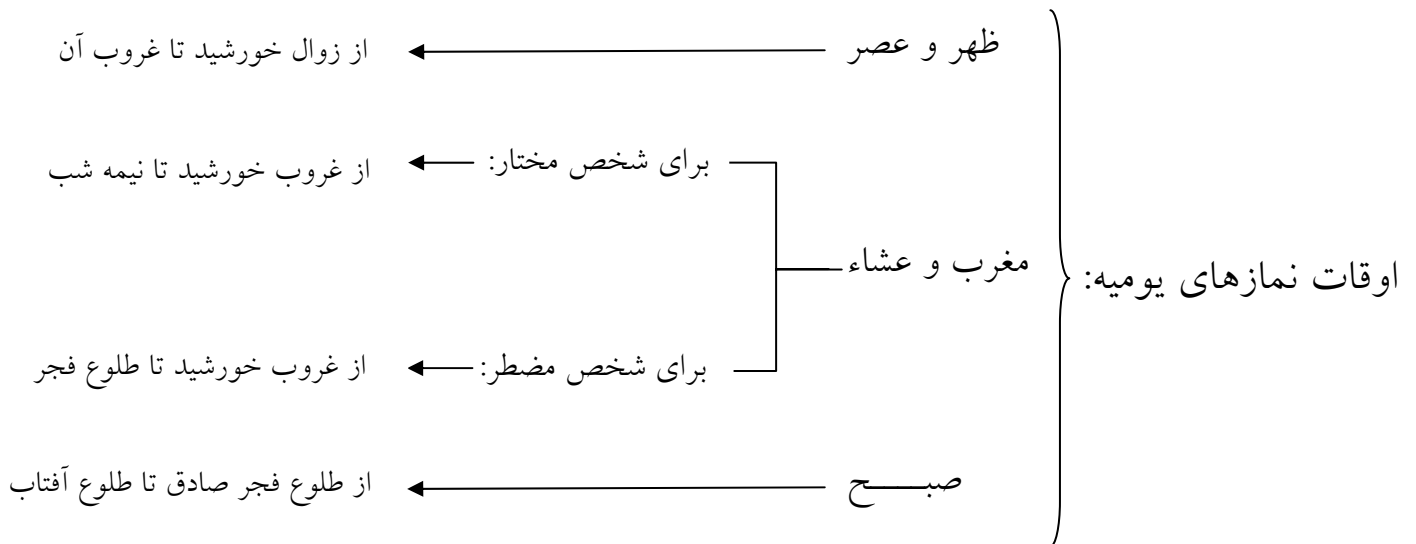 اوقات نمازهای یومیه:
ظهر و عصر
از زوال خورشید تا غروب آن
مغرب و عشاء
برای شخص مختار:
از غروب خورشید تا نیمه شب
برای شخص مضطر:
از غروب خورشید تا طلوع فجر
صبـــــح
از طلوع فجر صادق تا طلوع آفتاب